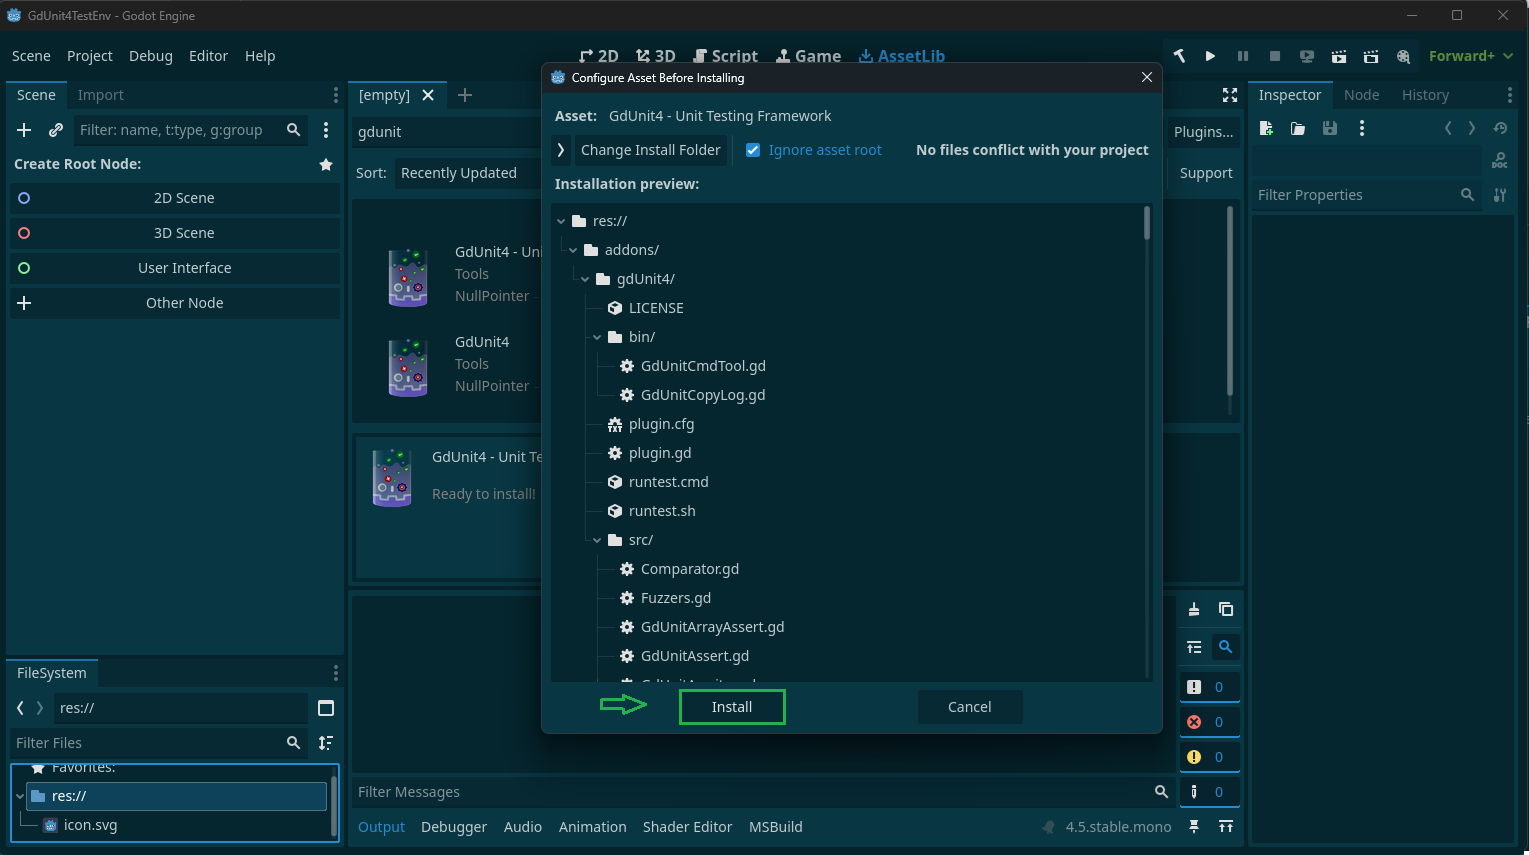 GdUnit4TestEnv - Godot Engine
Scene Project Debug Editor Help
2D 3D Script Game AssetLib
Forward+
Scene Import
Filter: name, t:type, g:group
Create Root Node:
2D Scene
3D Scene
User Interface
Other Node
FileSystem
res://
Filter Files
Favorites:
res://
icon.svg
[empty]
gdunit
Plugins...
Sort: Recently Updated
Support
GdUnit4 - Uni
Tools
NullPointer
GdUnit4
Tools
NullPointer
GdUnit4 - Unit Te
Ready to install!
Configure Asset Before Installing
Asset: GdUnit4 - Unit Testing Framework
Change Install Folder Ignore asset root No files conflict with your project
Installation preview:
res://
addons/
gdUnit4/
LICENSE
bin/
GdUnitCmdTool.gd
GdUnitCopyLog.gd
plugin.cfg
plugin.gd
runtest.cmd
runtest.sh
src/
Comparator.gd
Fuzzers.gd
GdUnitArrayAssert.gd
GdUnitAssert.gd
Install Cancel
0
0
0
0
Filter Messages
Output Debugger Audio Animation Shader Editor MSBuild
4.5.stable.mono
Inspector Node History
Filter Properties
DOC